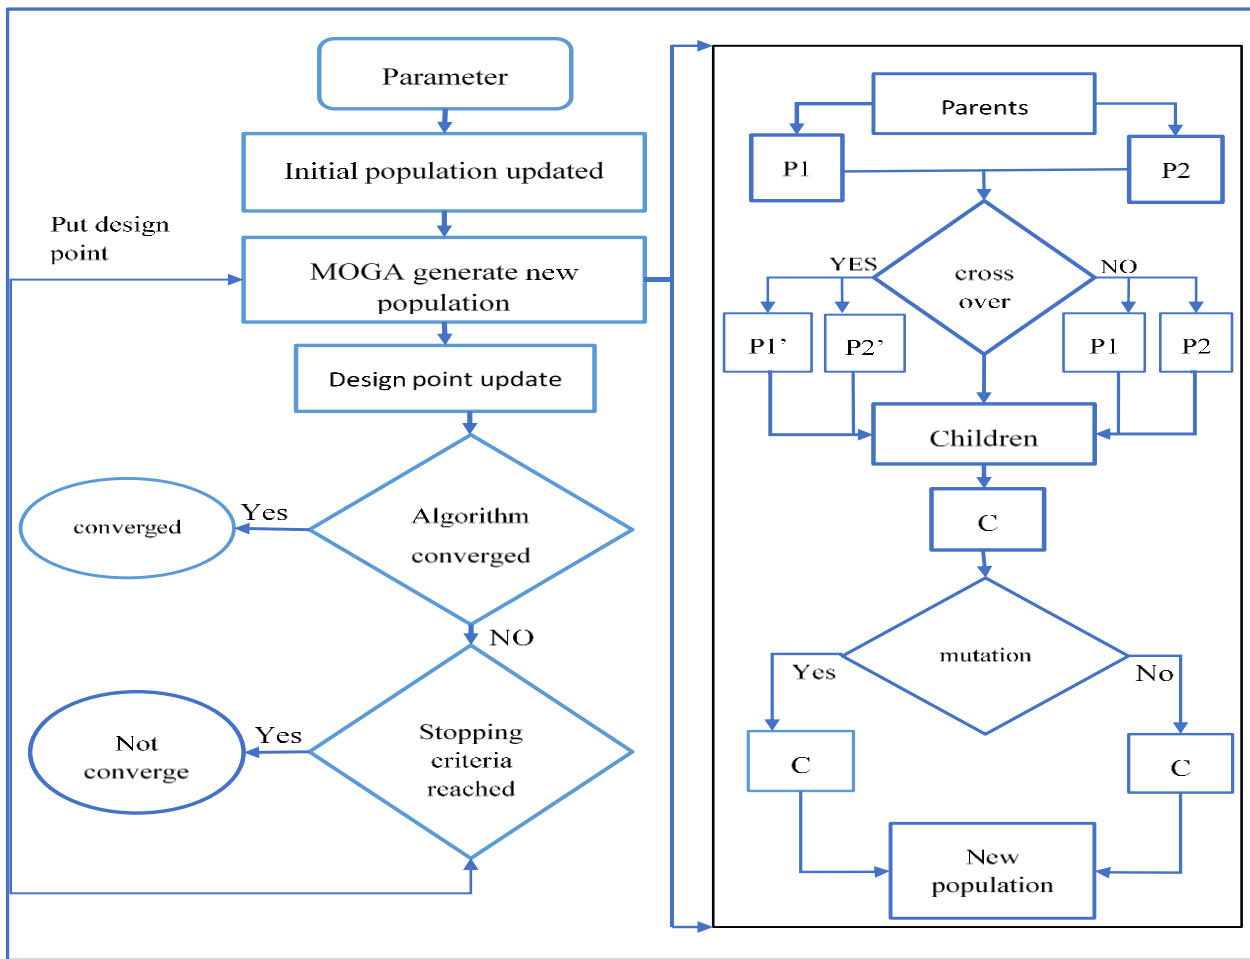 Parameter
Initial population updated
Put design
point
MOGA generate new
population
Design point update
Algorithm
converged
Yes
converged
NO
Stopping
criteria
reached
Yes
Not
converge
Parents
P1
P2
cross
over
YES
NO
P1’
P2’
P1
P2
Children
C
mutation
Yes
No
C
C
New
population